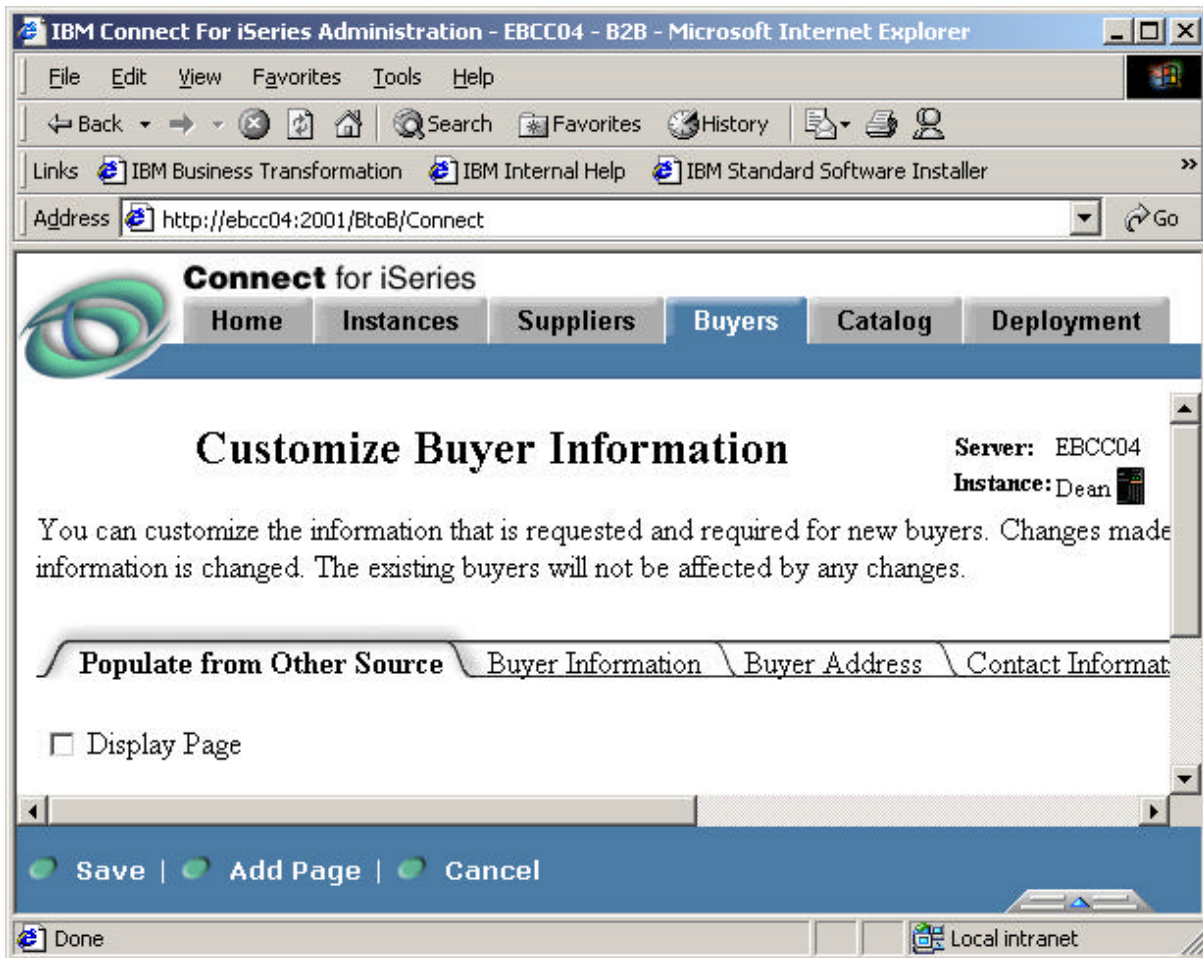 IBM Connect For iSeries Administration - EBCC04 - B2B - Microsoft Internet Explorer
File Edit View Favorites Tools Help
Back Search Favorites History
Links IBM Business Transformation IBM Internal Help IBM Standard Software Installer »
Address http://ebcc04:2001/BtoB/Connect Go
Connect for iSeries
Home Instances Suppliers Buyers Catalog Deployment
Customize Buyer Information
Server: EBCC04
Instance: Dean
You can customize the information that is requested and required for new buyers. Changes made
information is changed. The existing buyers will not be affected by any changes.
Populate from Other Source Buyer Information Buyer Address Contact Informat
Display Page
Save | Add Page | Cancel
Done Local intranet